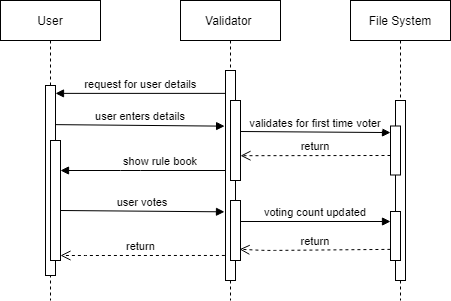 User
Validator
File System
request for user details
user enters details
validates for first time voter
return
show rule book
user votes
voting count updated
return
return